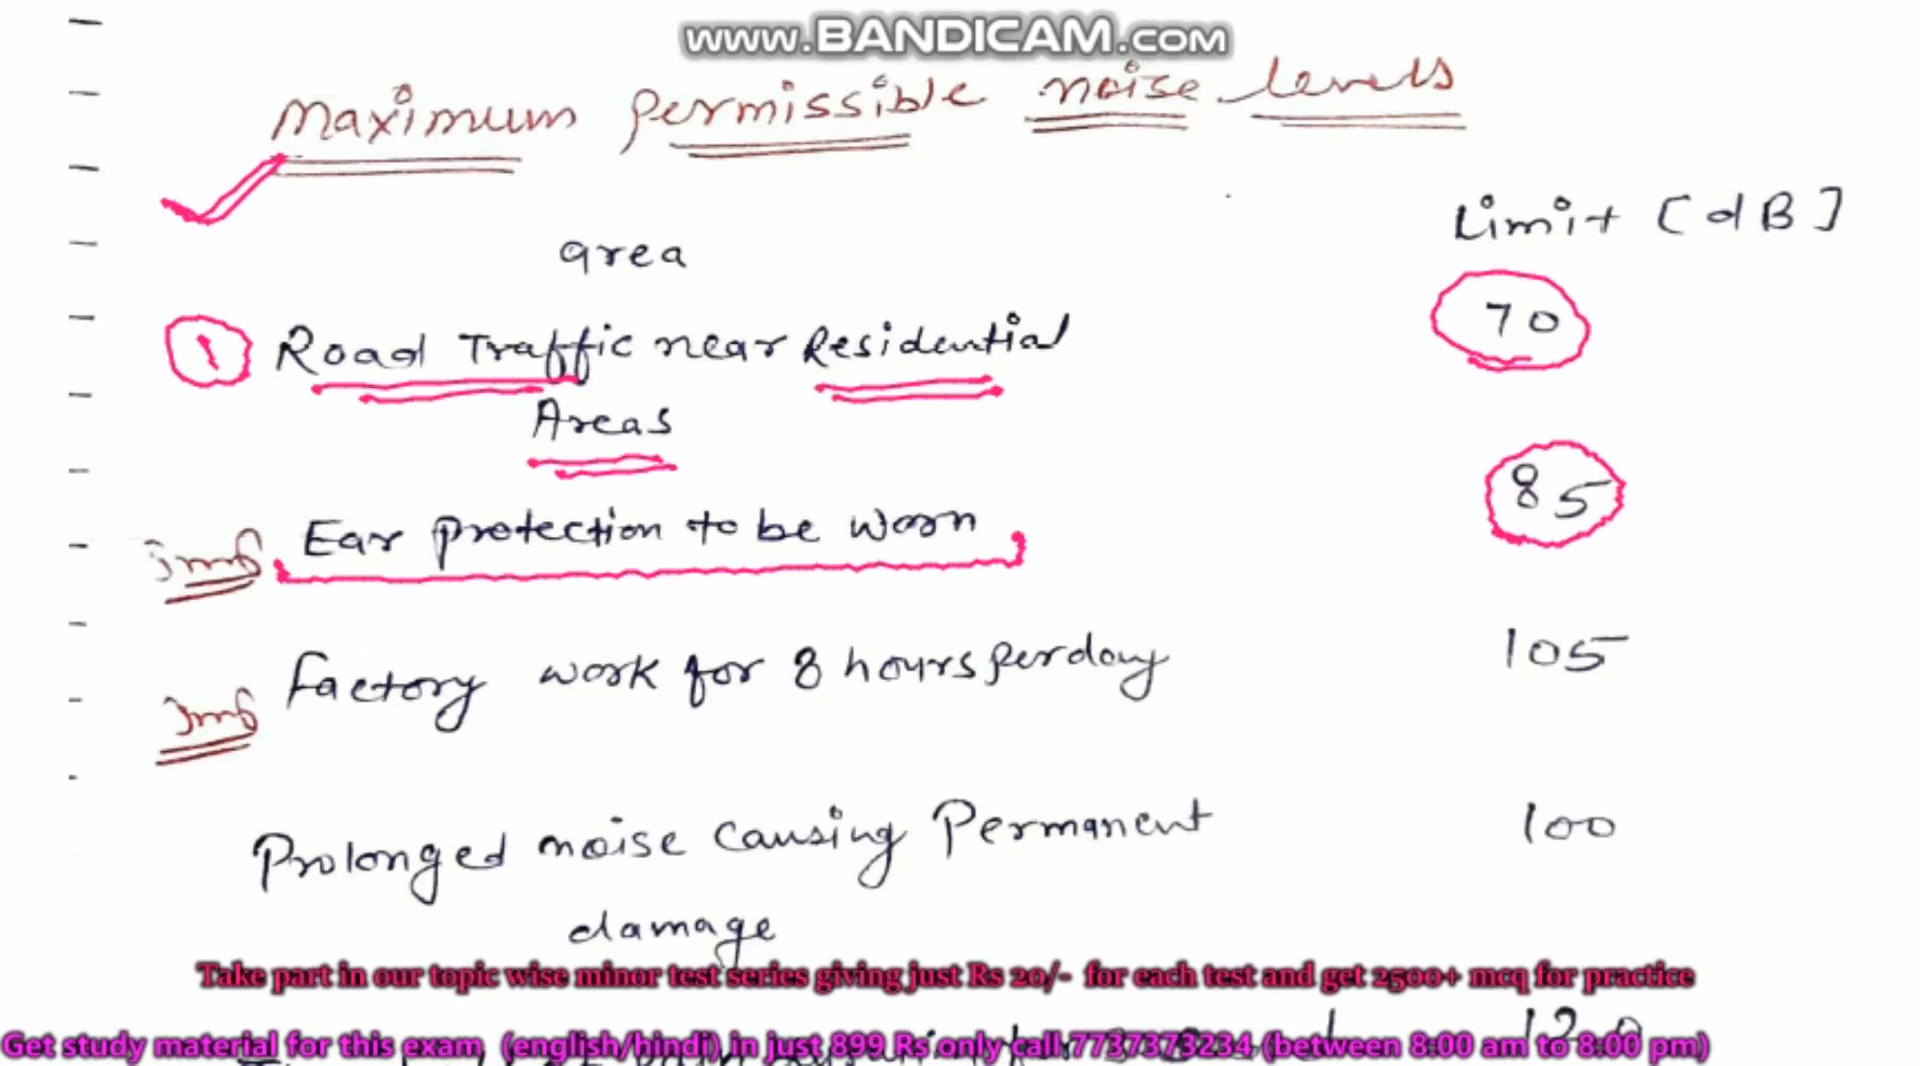 www.BANDICAM.com
Maximum permissible noise levels
area Limit [dB]
1 Road Traffic near Residential 70
Areas
Imp Ear protection to be worn 85
Imp Factory work for 8 hours per day 105
Prolonged noise causing Permanent 100
damage
Take part in our topic wise minor test series giving just Rs 20/- for each test and get 2500+ mcq for practice
120
Get study material for this exam (english/hindi) in just 899 Rs only call 7737373234 (between 8:00 am to 8:00 pm)